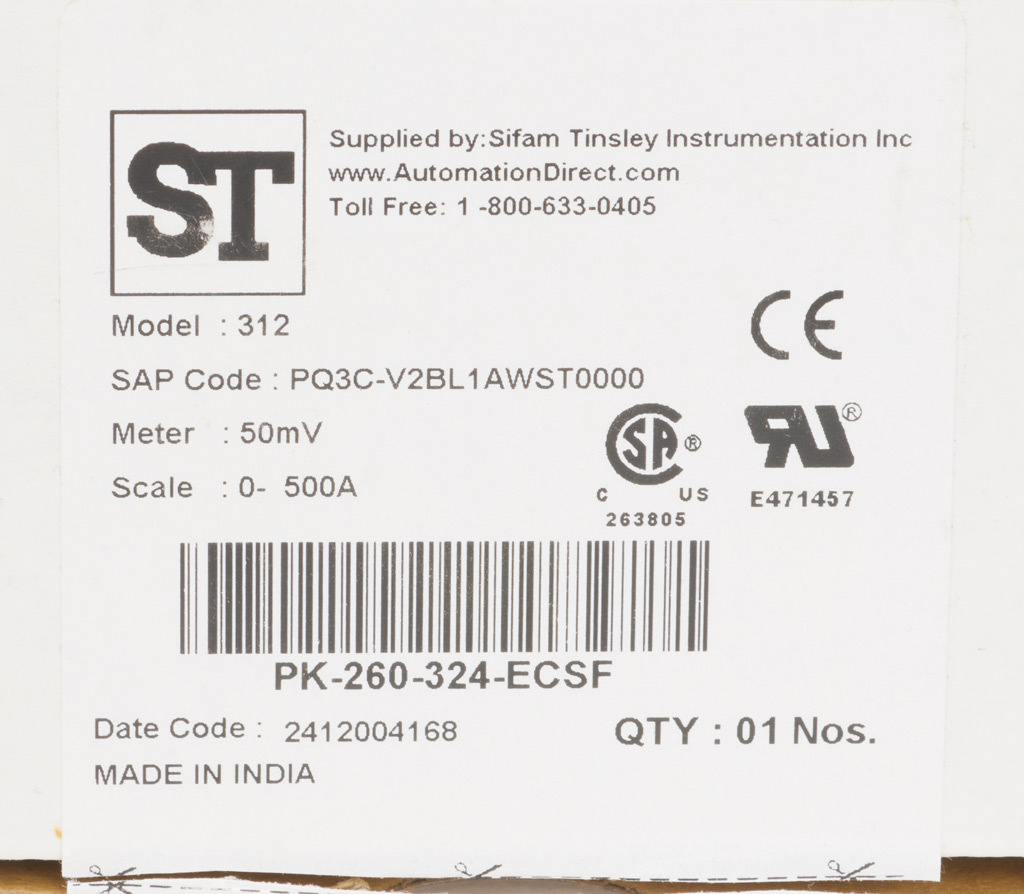 ST
Supplied by:Sifam Tinsley Instrumentation Inc
www.AutomationDirect.com
Toll Free: 1 -800-633-0405
Model : 312
CE
SAP Code : PQ3C-V2BL1AWST0000
Meter : 50mV
SA ®
RU ®
Scale : 0- 500A
C US
263805
E471457
PK-260-324-ECSF
Date Code : 2412004168
QTY : 01 Nos.
MADE IN INDIA